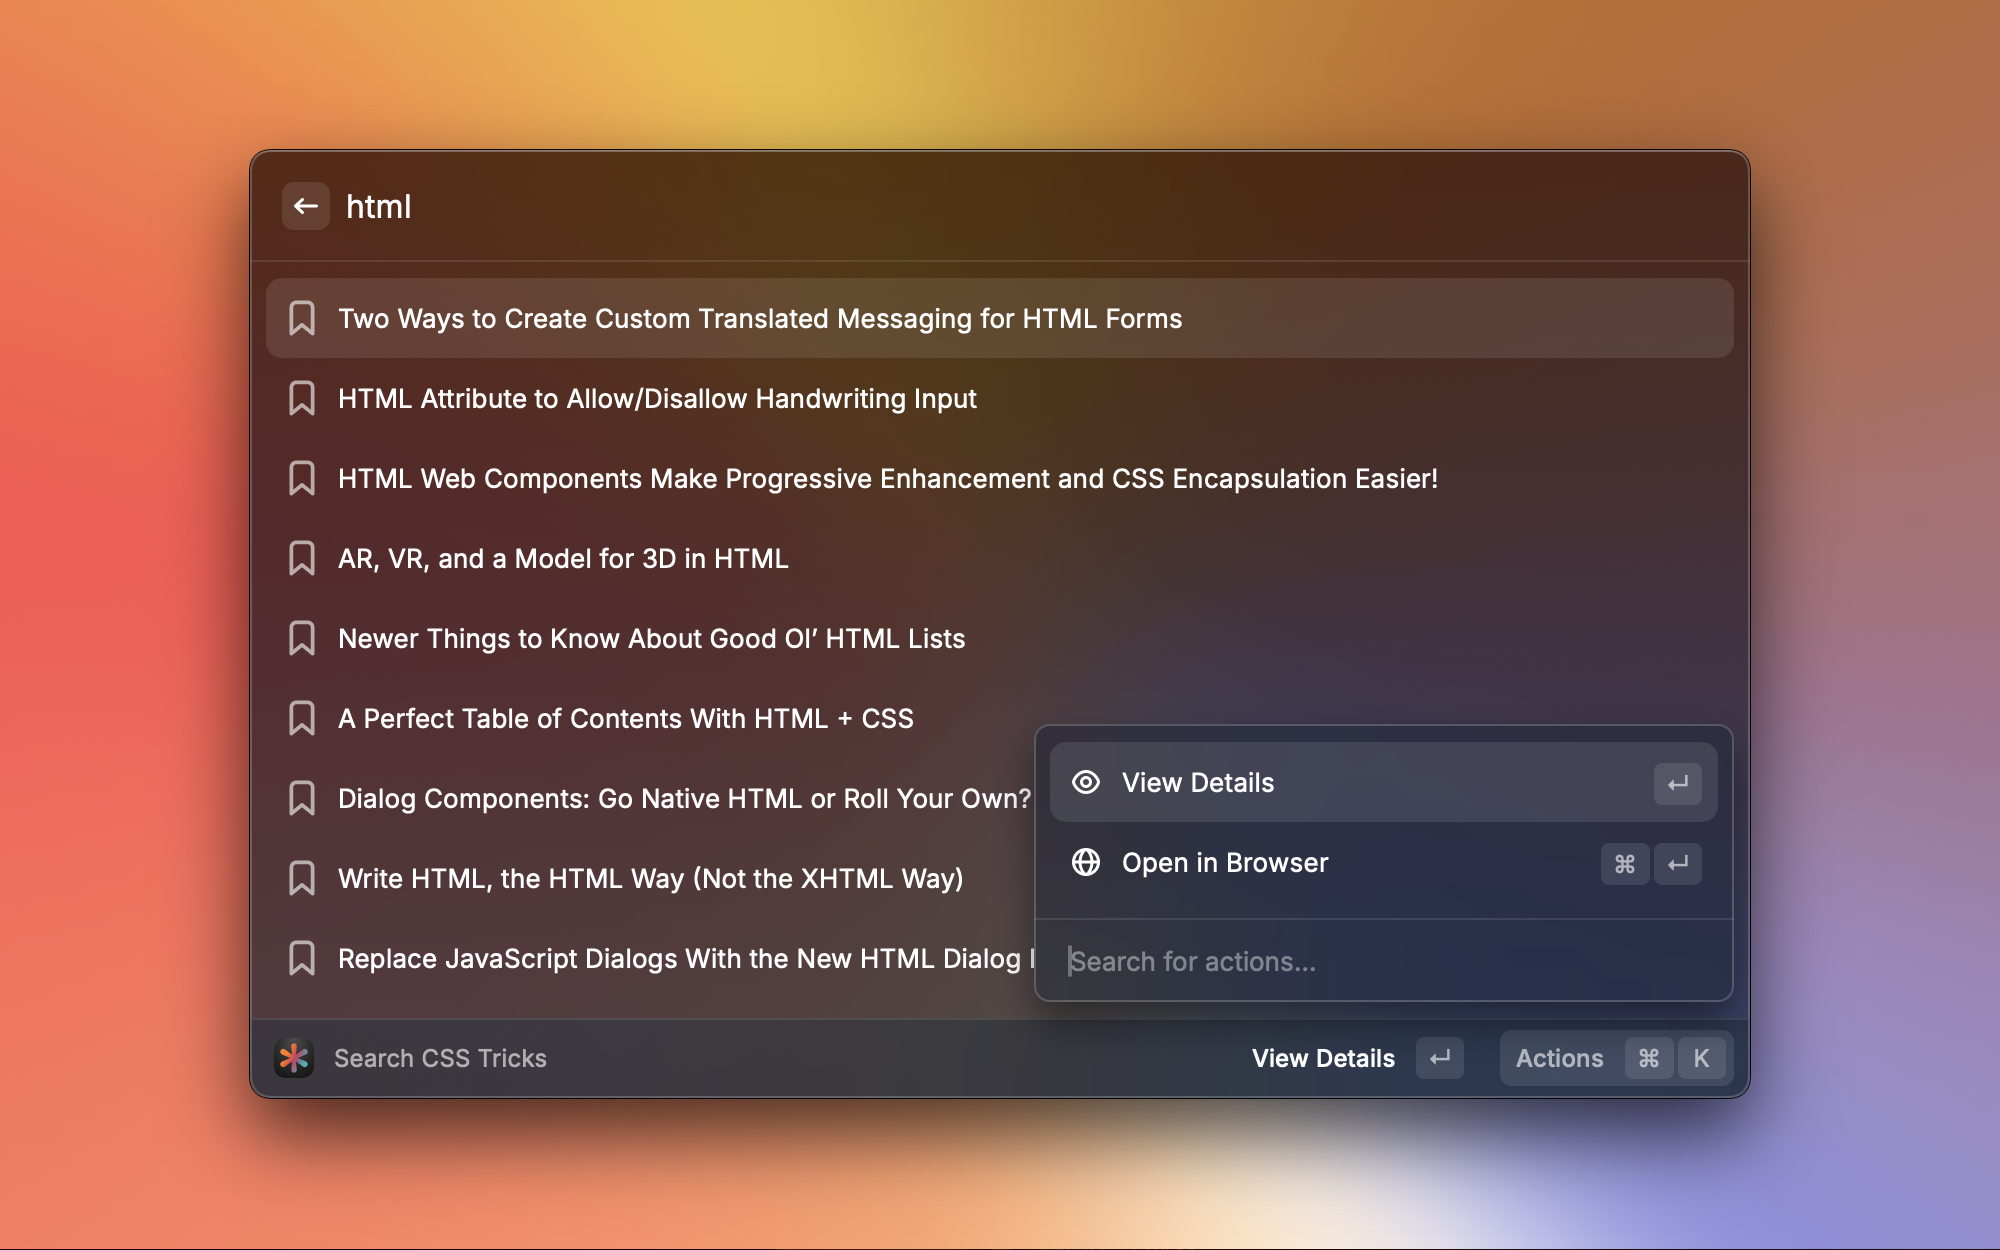 html
Two Ways to Create Custom Translated Messaging for HTML Forms
HTML Attribute to Allow/Disallow Handwriting Input
HTML Web Components Make Progressive Enhancement and CSS Encapsulation Easier!
AR, VR, and a Model for 3D in HTML
Newer Things to Know About Good Ol’ HTML Lists
A Perfect Table of Contents With HTML + CSS
Dialog Components: Go Native HTML or Roll Your Own?
Write HTML, the HTML Way (Not the XHTML Way)
Replace JavaScript Dialogs With the New HTML Dialog
View Details ↵
Open in Browser ⌘ ↵
Search for actions...
Search CSS Tricks
View Details ↵
Actions ⌘ K